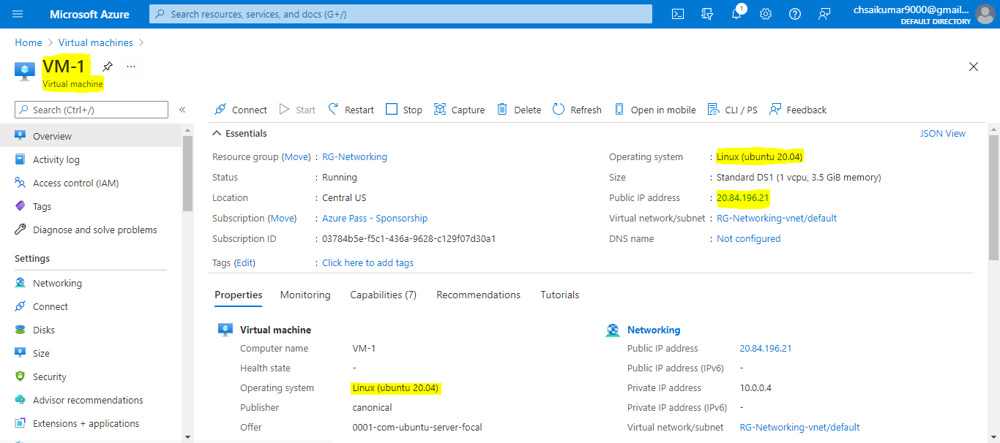 Microsoft Azure
Search resources, services, and docs (G+/)
1
chsaikumar9000@gmail...
DEFAULT DIRECTORY
Home > Virtual machines >
VM-1
...
Virtual machine
Search (Ctrl+/)
«
Connect Start Restart Stop Capture Delete Refresh Open in mobile CLI / PS Feedback
Overview
Activity log
Access control (IAM)
Tags
Diagnose and solve problems
Settings
Networking
Connect
Disks
Size
Security
Advisor recommendations
Extensions + applications
Essentials
JSON View
Resource group (Move) : RG-Networking
Status : Running
Location : Central US
Subscription (Move) : Azure Pass - Sponsorship
Subscription ID : 03784b5e-f5c1-436a-9628-c129f07d30a1
Tags (Edit) : Click here to add tags
Operating system : Linux (ubuntu 20.04)
Size : Standard DS1 (1 vcpu, 3.5 GiB memory)
Public IP address : 20.84.196.21
Virtual network/subnet : RG-Networking-vnet/default
DNS name : Not configured
Properties Monitoring Capabilities (7) Recommendations Tutorials
Virtual machine
Computer name VM-1
Health state -
Operating system Linux (ubuntu 20.04)
Publisher canonical
Offer 0001-com-ubuntu-server-focal
Networking
Public IP address 20.84.196.21
Public IP address (IPv6) -
Private IP address 10.0.0.4
Private IP address (IPv6) -
Virtual network/subnet RG-Networking-vnet/default